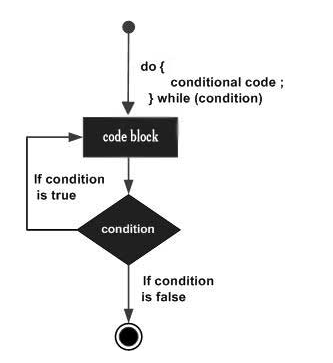 do {
conditional code ;
} while (condition)
code block
If condition
is true
condition
If condition
is false